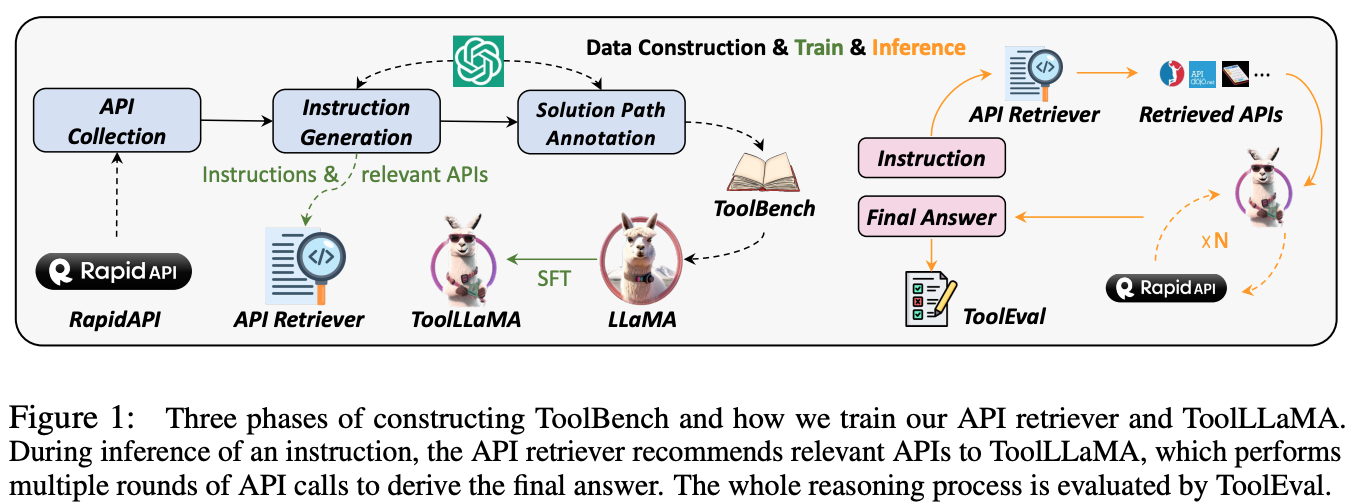 Data Construction & Train & Inference
API
Collection
Instruction
Generation
Solution Path
Annotation
Instructions & relevant APIs
ToolBench
RapidAPI
RapidAPI
API Retriever
ToolLLaMA
SFT
LLaMA
API Retriever
API
dojo.net
...
Retrieved APIs
Instruction
Final Answer
x N
RapidAPI
ToolEval
Figure 1: Three phases of constructing ToolBench and how we train our API retriever and ToolLLaMA.
During inference of an instruction, the API retriever recommends relevant APIs to ToolLLaMA, which performs
multiple rounds of API calls to derive the final answer. The whole reasoning process is evaluated by ToolEval.